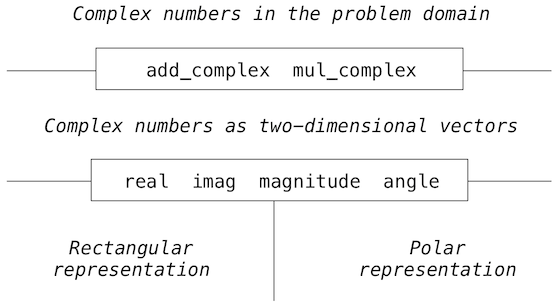 Complex numbers in the problem domain
add_complex mul_complex
Complex numbers as two-dimensional vectors
real imag magnitude angle
Rectangular representation
Polar representation